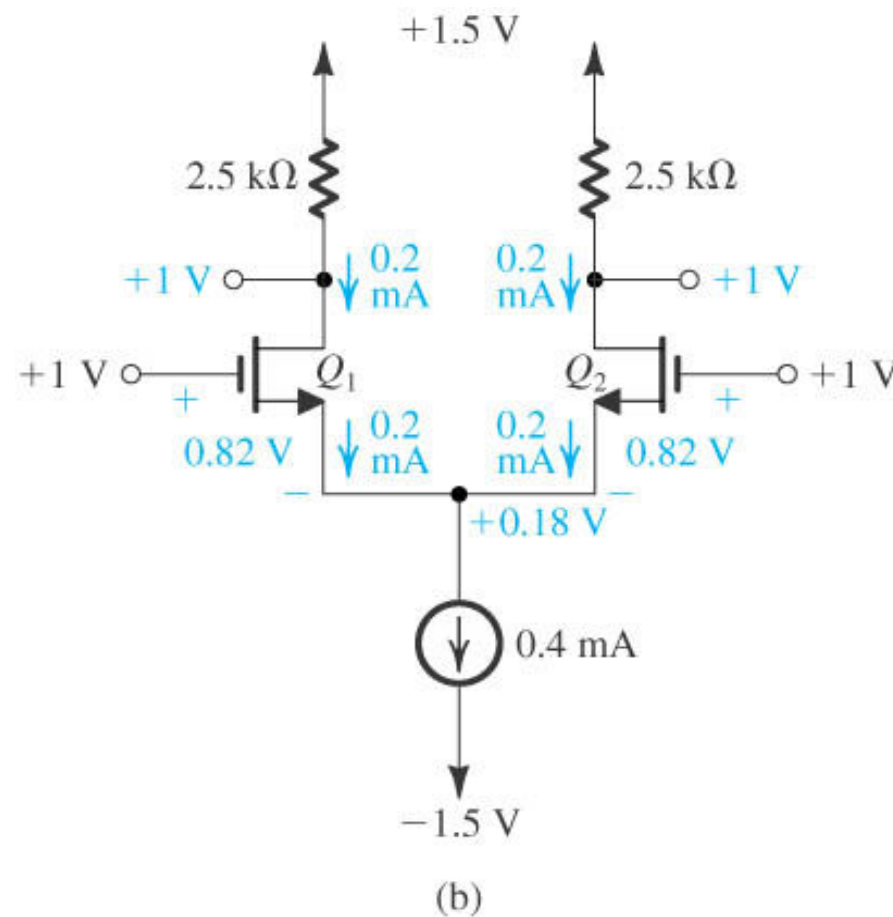 +1.5 V
2.5 kΩ
2.5 kΩ
+1 V
0.2
mA
0.2
mA
+1 V
+1 V
Q1
Q2
+1 V
+
+
0.82 V
0.2
mA
0.2
mA
0.82 V
−
−
+0.18 V
0.4 mA
−1.5 V
(b)